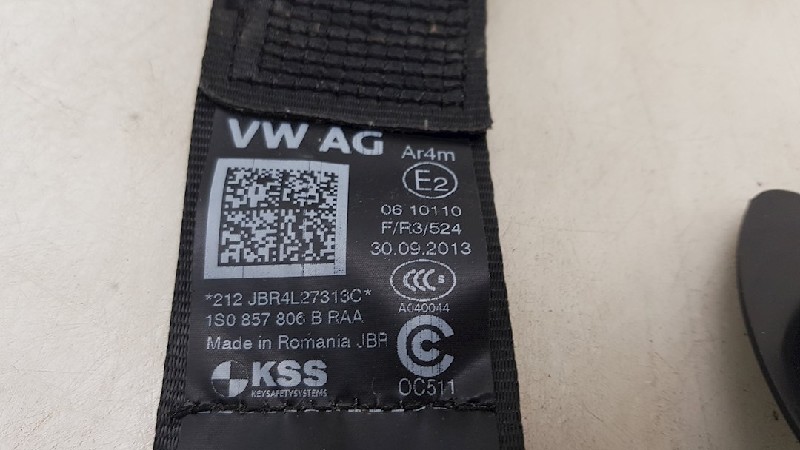 VW AG
Ar4m
E2
06 10110
F/R3/524
30.09.2013
CCC S
A040044
*212 JBR4L27313C*
1S0 857 806 B RAA
Made in Romania JBR
OC511
KSS
KEYSAFETYSYSTEMS